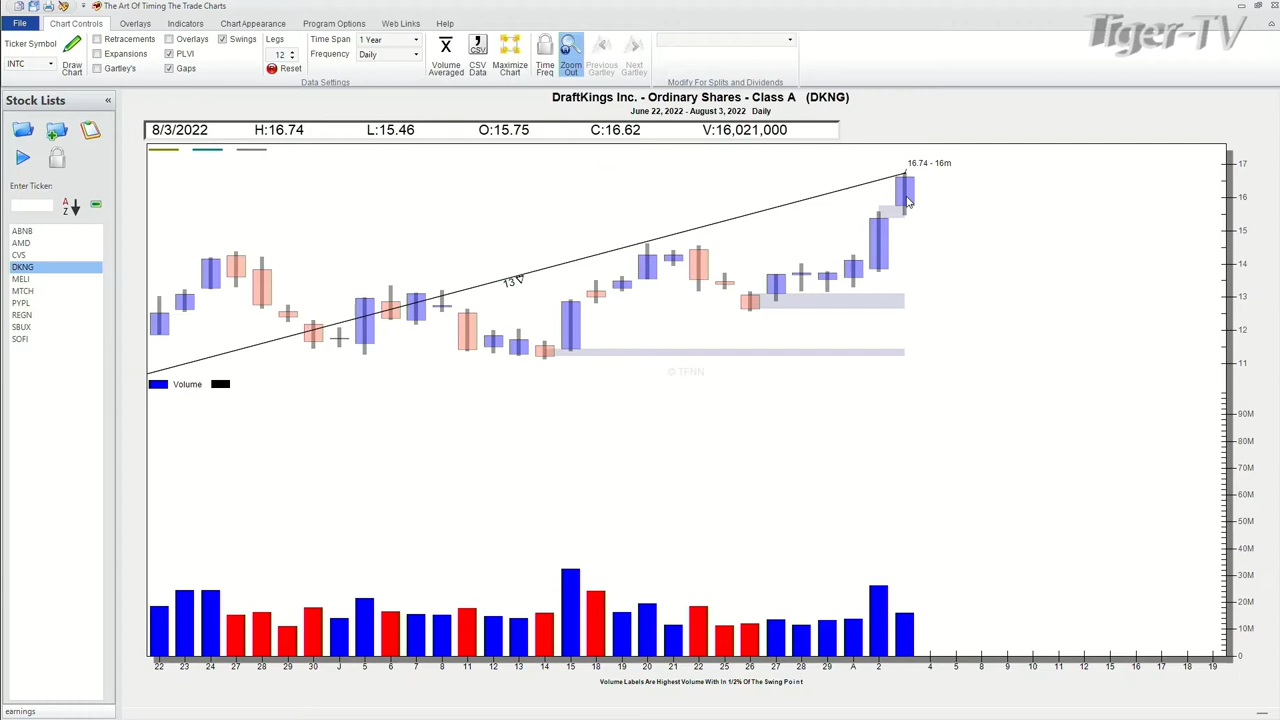 The Art Of Timing The Trade Charts
File Chart Controls Overlays Indicators Chart Appearance Program Options Web Links Help
Tiger-TV
Ticker Symbol
INTC
Draw Chart
Retracements Overlays Swings
Expansions PLVI
Gartley's Gaps
Legs
12
Reset
Time Span 1 Year
Frequency Daily
Volume Averaged
CSV Data
Maximize Chart
Time Freq
Zoom Out
Previous Gartley
Next Gartley
Data Settings
Modify For Splits and Dividends
Stock Lists
Enter Ticker:
A
Z
ABNB
AMD
CVS
DKNG
MELI
MTCH
PYPL
REGN
SBUX
SOFI
earnings
DraftKings Inc. - Ordinary Shares - Class A (DKNG)
June 22, 2022 - August 3, 2022 Daily
8/3/2022 H:16.74 L:15.46 O:15.75 C:16.62 V:16,021,000
16.74 - 16m
13
© TFNN
17
16
15
14
13
12
11
Volume
90M
80M
70M
60M
50M
40M
30M
20M
10M
0
22 23 24 27 28 29 30 J 5 6 7 8 11 12 13 14 15 18 19 20 21 22 25 26 27 28 29 A 2 4 5 8 9 10 11 12 15 16 17 18 19
Volume Labels Are Highest Volume With In 1/2% Of The Swing Point